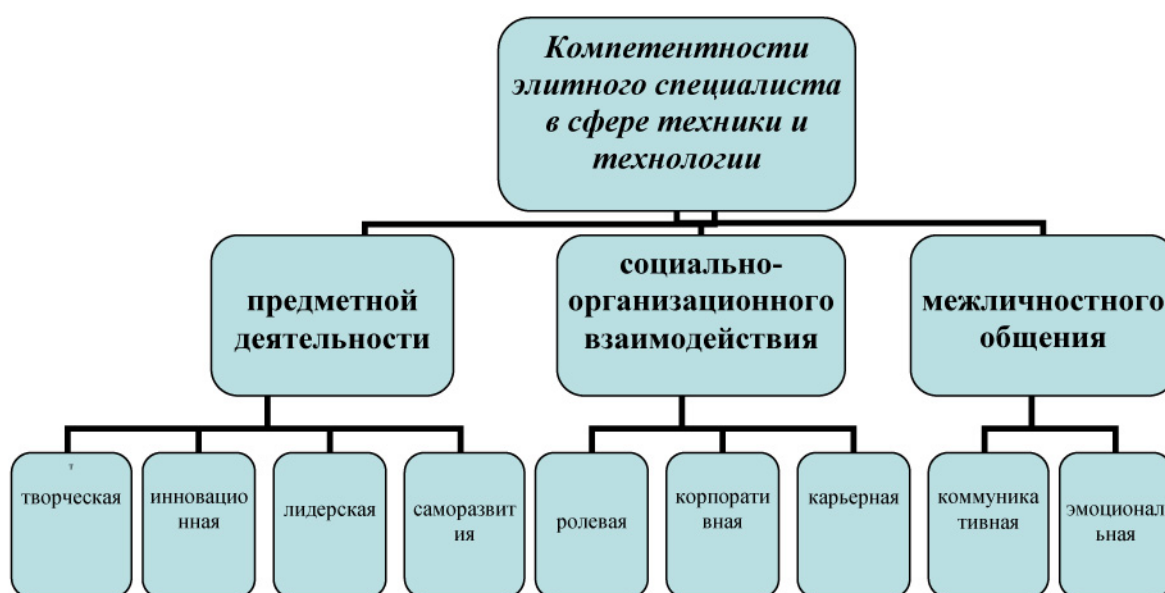 Компетентности
элитного специалиста
в сфере техники и
технологии
предметной
деятельности
социально-
организационного
взаимодействия
межличностного
общения
т
творческая
инновацио
нная
лидерская
саморазвит
ия
ролевая
корпорати
вная
карьерная
коммуника
тивная
эмоционал
ьная